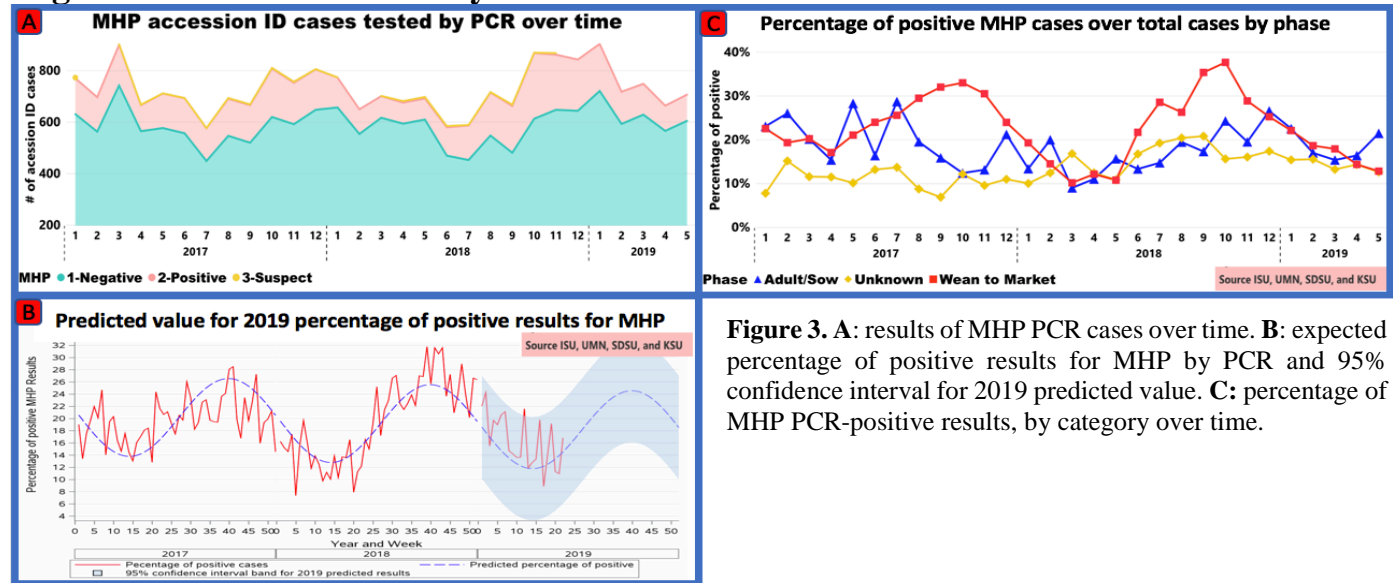 A
MHP accession ID cases tested by PCR over time
# of acession ID cases
800
600
400
200
1 2 3 4 5 6 7 8 9 10 11 12 1 2 3 4 5 6 7 8 9 10 11 12 1 2 3 4 5
2017 2018 2019
MHP 1-Negative 2-Positive 3-Suspect
C
Percentage of positive MHP cases over total cases by phase
Percentage of positive
40%
30%
20%
10%
0%
1 2 3 4 5 6 7 8 9 10 11 12 1 2 3 4 5 6 7 8 9 10 11 12 1 2 3 4 5
2017 2018 2019
Phase Adult/Sow Unknown Wean to Market
Source ISU, UMN, SDSU, and KSU
B
Predicted value for 2019 percentage of positive results for MHP
Source ISU, UMN, SDSU, and KSU
Percentage of positive MHP Results
32
30
28
26
24
22
20
18
16
14
12
10
8
6
4
0 5 10 15 20 25 30 35 40 45 50 0 5 10 15 20 25 30 35 40 45 50 0 5 10 15 20 25 30 35 40 45 50
Year and Week
2017 2018 2019
Pecentage of positive cases Predicted percentage of positive
95% confidence interval band for 2019 predicted results
Figure 3. A: results of MHP PCR cases over time. B: expected
percentage of positive results for MHP by PCR and 95%
confidence interval for 2019 predicted value. C: percentage of
MHP PCR-positive results, by category over time.